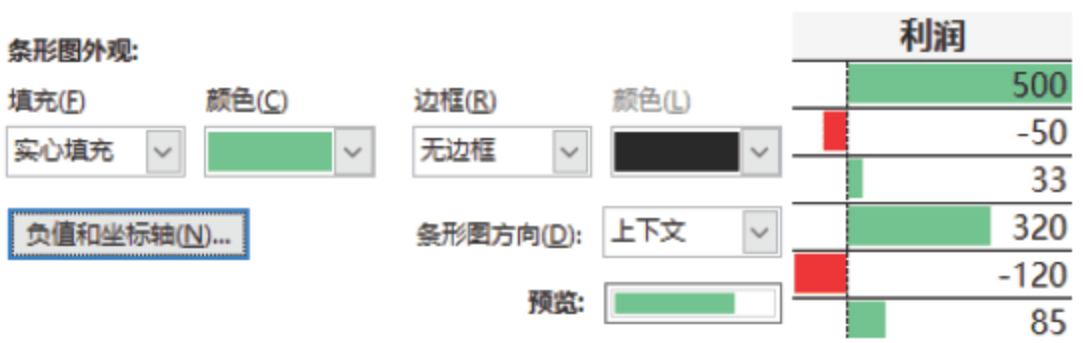 条形图外观:
填充(F) 颜色(C) 边框(R) 颜色(L)
实心填充 无边框
负值和坐标轴(N)... 条形图方向(D): 上下文
预览:
利润
500
-50
33
320
-120
85